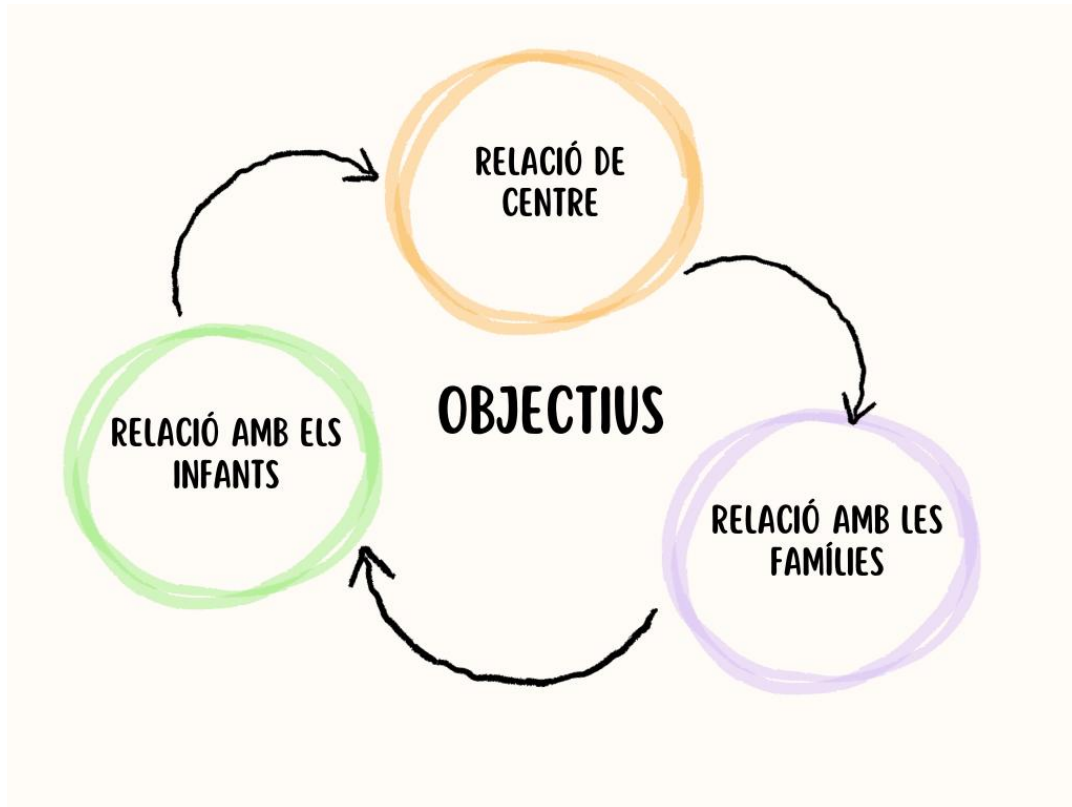 RELACIÓ DE
CENTRE
OBJECTIUS
RELACIÓ AMB ELS
INFANTS
RELACIÓ AMB LES
FAMÍLIES